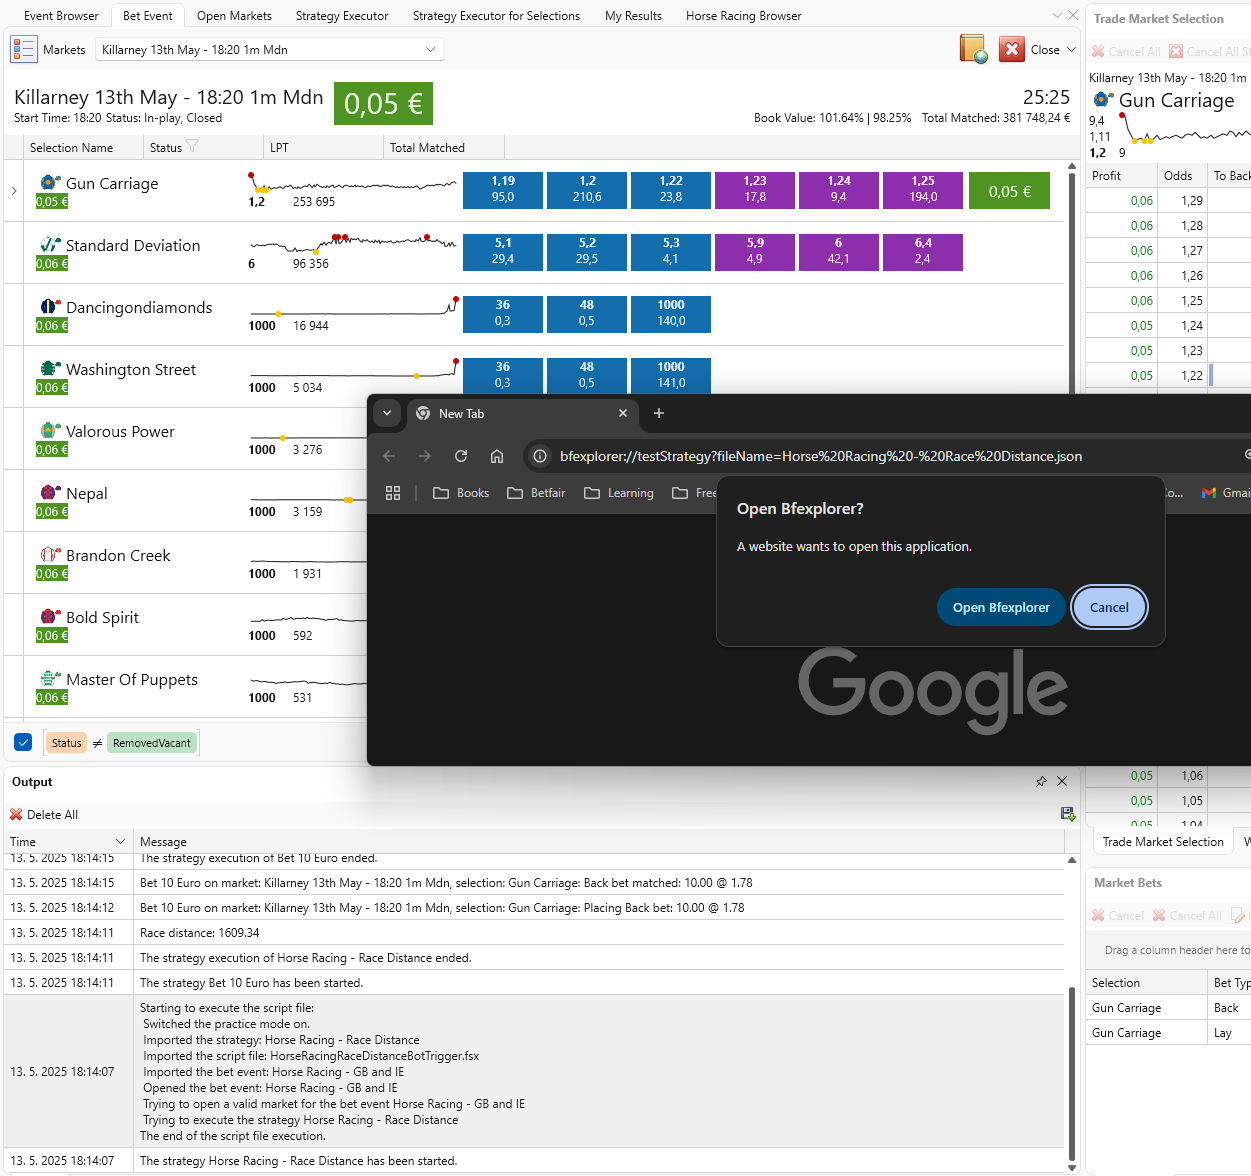 Event Browser
Bet Event
Open Markets
Strategy Executor
Strategy Executor for Selections
My Results
Horse Racing Browser
Markets
Killarney 13th May - 18:20 1m Mdn
Close
Killarney 13th May - 18:20 1m Mdn
0,05 €
25:25
Start Time: 18:20 Status: In-play, Closed
Book Value: 101.64% | 98.25% Total Matched: 381 748,24 €
Selection Name
Status
LPT
Total Matched
Gun Carriage
0,05 €
1,2
253 695
1,19
95,0
1,2
210,6
1,22
23,8
1,23
17,8
1,24
9,4
1,25
194,0
0,05 €
Standard Deviation
0,06 €
6
96 356
5,1
29,4
5,2
29,5
5,3
4,1
5,9
4,9
6
42,1
6,4
2,4
Dancingondiamonds
0,06 €
1000
16 944
36
0,3
48
0,5
1000
140,0
Washington Street
0,06 €
1000
5 034
36
0,3
48
0,5
1000
141,0
Valorous Power
0,06 €
1000
3 276
Nepal
0,06 €
1000
3 159
Brandon Creek
0,06 €
1000
1 931
Bold Spirit
0,06 €
1000
592
Master Of Puppets
0,06 €
1000
531
Status ≠ RemovedVacant
New Tab
bfexplorer://testStrategy?fileName=Horse%20Racing%20-%20Race%20Distance.json
Books
Betfair
Learning
Free
Co...
Gmai
Open Bfexplorer?
A website wants to open this application.
Open Bfexplorer
Cancel
Google
Trade Market Selection
Cancel All
Cancel All St
Killarney 13th May - 18:20 1m
Gun Carriage
9,4
1,11
1,2
9
Profit
Odds
To Back
0,06 1,29
0,06 1,28
0,06 1,27
0,06 1,26
0,06 1,25
0,05 1,24
0,05 1,23
0,05 1,22
0,05 1,06
0,05 1,05
0,05 1,04
Trade Market Selection
W
Market Bets
Cancel
Cancel All
Drag a column header here to
Selection
Bet Typ
Gun Carriage Back
Gun Carriage Lay
Output
Delete All
Time
Message
13. 5. 2025 18:14:15 The strategy execution of Bet 10 Euro ended.
13. 5. 2025 18:14:15 Bet 10 Euro on market: Killarney 13th May - 18:20 1m Mdn, selection: Gun Carriage: Back bet matched: 10.00 @ 1.78
13. 5. 2025 18:14:12 Bet 10 Euro on market: Killarney 13th May - 18:20 1m Mdn, selection: Gun Carriage: Placing Back bet: 10.00 @ 1.78
13. 5. 2025 18:14:11 Race distance: 1609.34
13. 5. 2025 18:14:11 The strategy execution of Horse Racing - Race Distance ended.
13. 5. 2025 18:14:11 The strategy Bet 10 Euro has been started.
13. 5. 2025 18:14:07
Starting to execute the script file:
Switched the practice mode on.
Imported the strategy: Horse Racing - Race Distance
Imported the script file: HorseRacingRaceDistanceBotTrigger.fsx
Imported the bet event: Horse Racing - GB and IE
Opened the bet event: Horse Racing - GB and IE
Trying to open a valid market for the bet event Horse Racing - GB and IE
Trying to execute the strategy Horse Racing - Race Distance
The end of the script file execution.
13. 5. 2025 18:14:07 The strategy Horse Racing - Race Distance has been started.